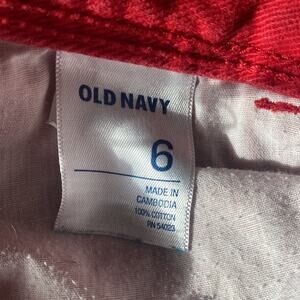 OLD NAVY
6
MADE IN
CAMBODIA
100% COTTON
RN 54023